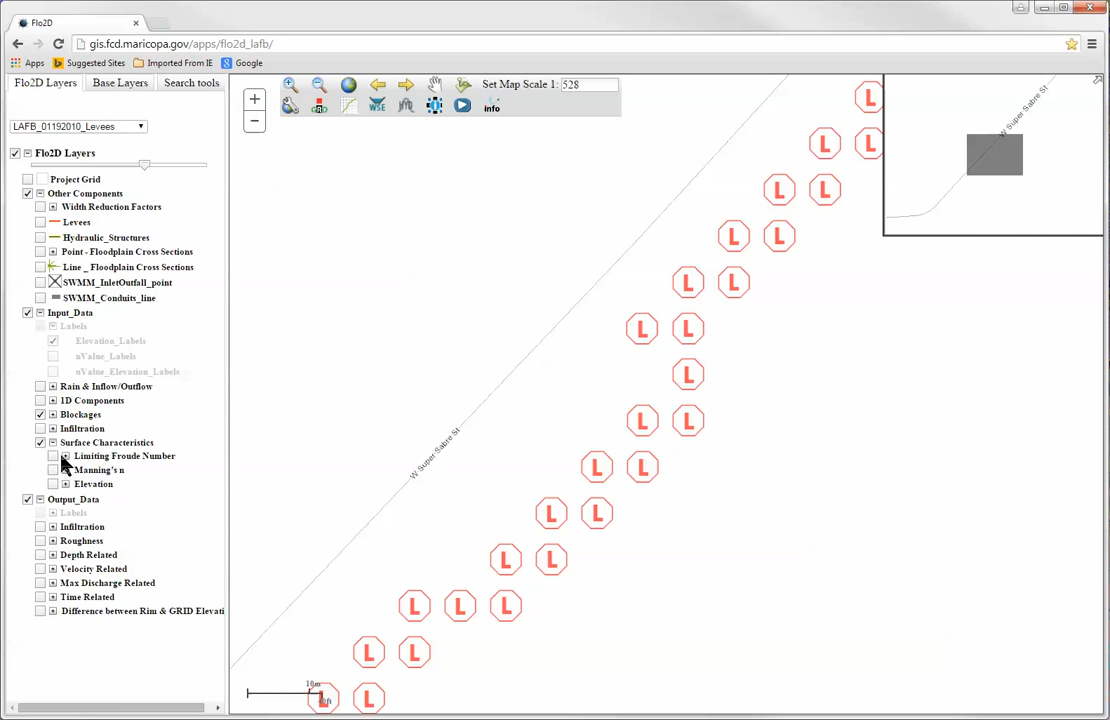 Flo2D
gis.fcd.maricopa.gov/apps/flo2d_lafb/
Apps Suggested Sites Imported From IE Google
Flo2D Layers Base Layers Search tools
Set Map Scale 1: 528
WSE
info
LAFB_01192010_Levees
Flo2D Layers
Project Grid
Other Components
Width Reduction Factors
Levees
Hydraulic_Structures
Point - Floodplain Cross Sections
Line _ Floodplain Cross Sections
SWMM_InletOutfall_point
SWMM_Conduits_line
Input_Data
Labels
Elevation_Labels
nValue_Labels
nValue_Elevation_Labels
Rain & Inflow/Outflow
1D Components
Blockages
Infiltration
Surface Characteristics
Limiting Froude Number
Manning's n
Elevation
Output_Data
Labels
Infiltration
Roughness
Depth Related
Velocity Related
Max Discharge Related
Time Related
Difference between Rim & GRID Elevati
W Super Sabre St
W Super Sabre St
L
L L
L L
L L
L L
L L
L
L L
L L
L L
L L
L L L
L L
L L
10m